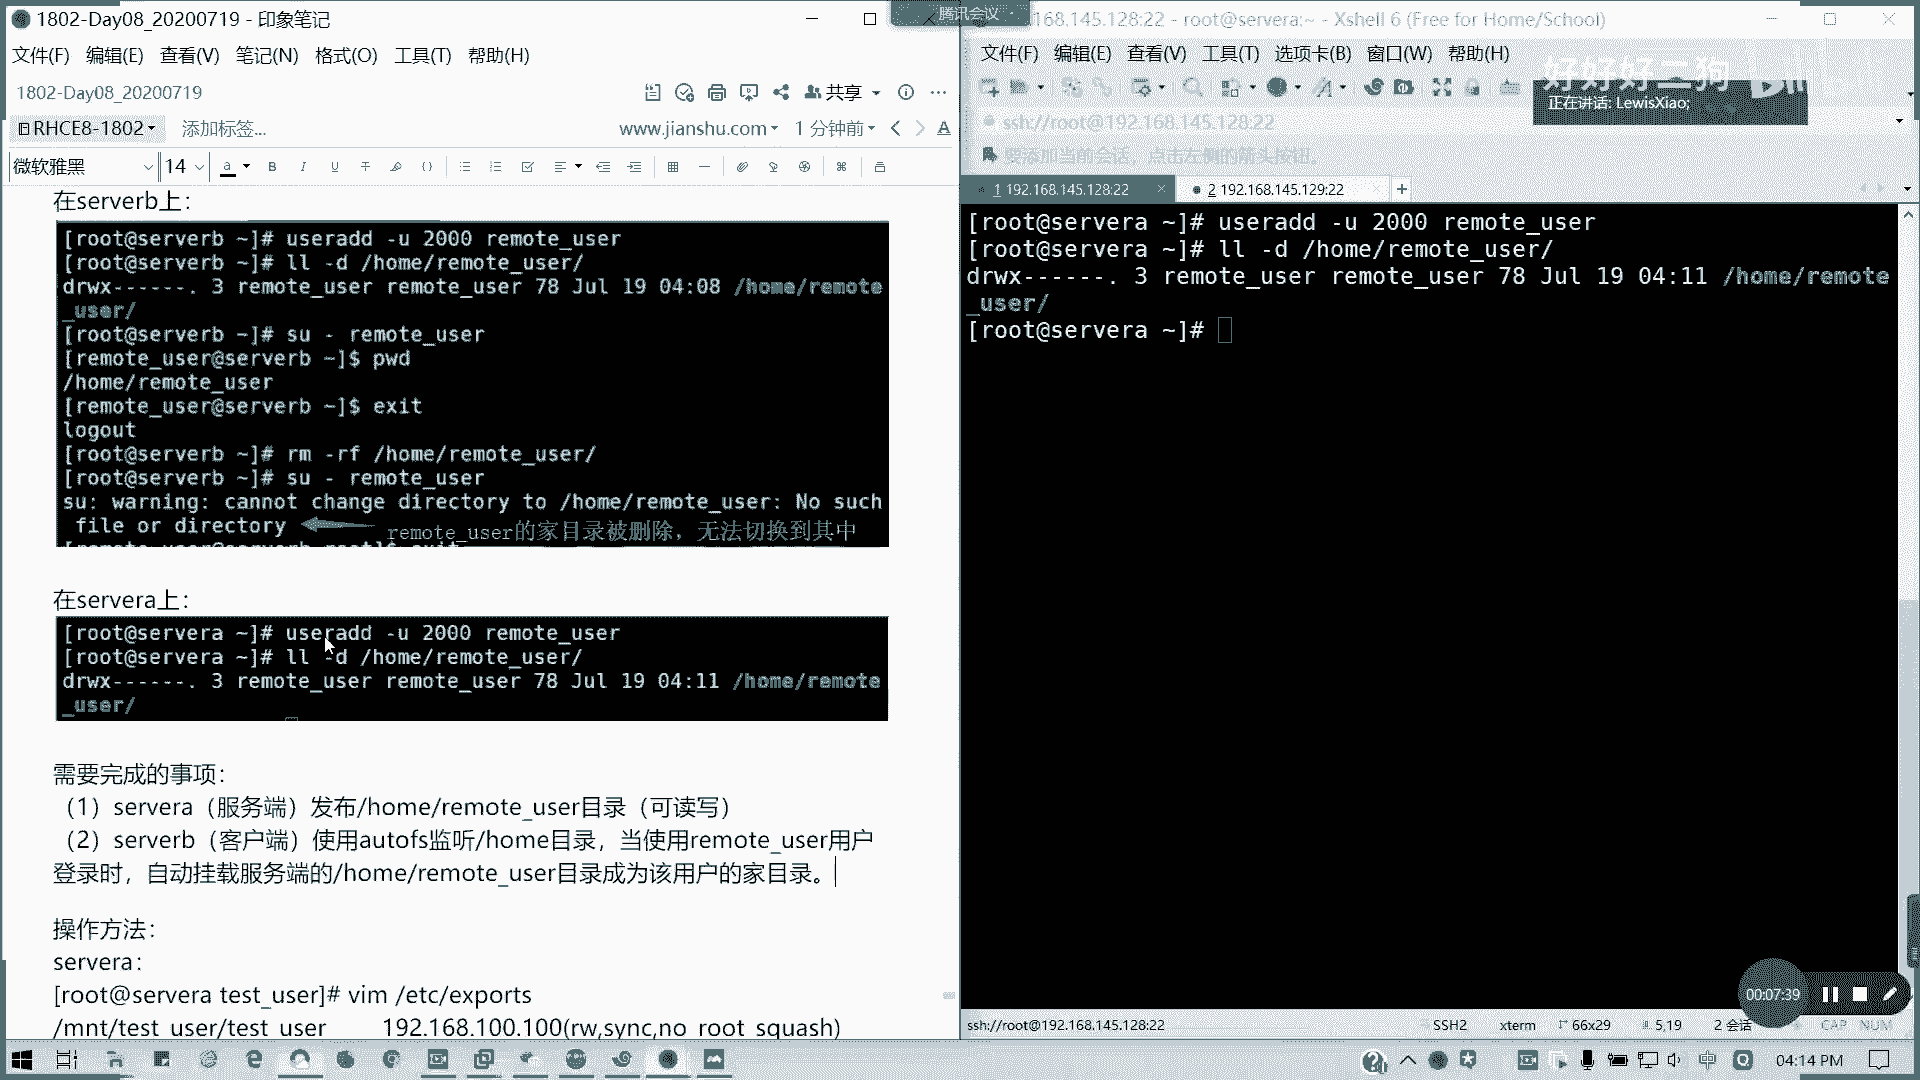 1802-Day08_20200719 - 印象笔记
文件(F) 编辑(E) 查看(V) 笔记(N) 格式(O) 工具(T) 帮助(H)
1802-Day08_20200719
共享
RHCE8-1802
添加标签...
www.jianshu.com
1 分钟前
微软雅黑 14
在serverb上：
[root@serverb ~]# useradd -u 2000 remote_user
[root@serverb ~]# ll -d /home/remote_user/
drwx------. 3 remote_user remote_user 78 Jul 19 04:08 /home/remote
_user/
[root@serverb ~]# su - remote_user
[remote_user@serverb ~]$ pwd
/home/remote_user
[remote_user@serverb ~]$ exit
logout
[root@serverb ~]# rm -rf /home/remote_user/
[root@serverb ~]# su - remote_user
su: warning: cannot change directory to /home/remote_user: No such
file or directory
remote_user的家目录被删除，无法切换到其中
在servera上：
[root@servera ~]# useradd -u 2000 remote_user
[root@servera ~]# ll -d /home/remote_user/
drwx------. 3 remote_user remote_user 78 Jul 19 04:11 /home/remote
_user/
需要完成的事项：
（1）servera（服务端）发布/home/remote_user目录（可读写）
（2）serverb（客户端）使用autofs监听/home目录，当使用remote_user用户
登录时，自动挂载服务端的/home/remote_user目录成为该用户的家目录。
操作方法：
servera：
[root@servera test_user]# vim /etc/exports
/mnt/test_user/test_user 192.168.100.100(rw,sync,no_root_squash)
腾讯会议
168.145.128:22 - root@servera:~ - Xshell 6 (Free for Home/School)
文件(F) 编辑(E) 查看(V) 工具(T) 选项卡(B) 窗口(W) 帮助(H)
好好好二狗
正在讲话: LewisXiao;
ssh://root@192.168.145.128:22
要添加当前会话，点击左侧的箭头按钮。
1 192.168.145.128:22
2 192.168.145.129:22
[root@servera ~]# useradd -u 2000 remote_user
[root@servera ~]# ll -d /home/remote_user/
drwx------. 3 remote_user remote_user 78 Jul 19 04:11 /home/remote
_user/
[root@servera ~]#
00:07:39
ssh://root@192.168.145.128:22 SSH2 xterm 66x29 5,19 2 会话 CAP NUM
中
04:14 PM